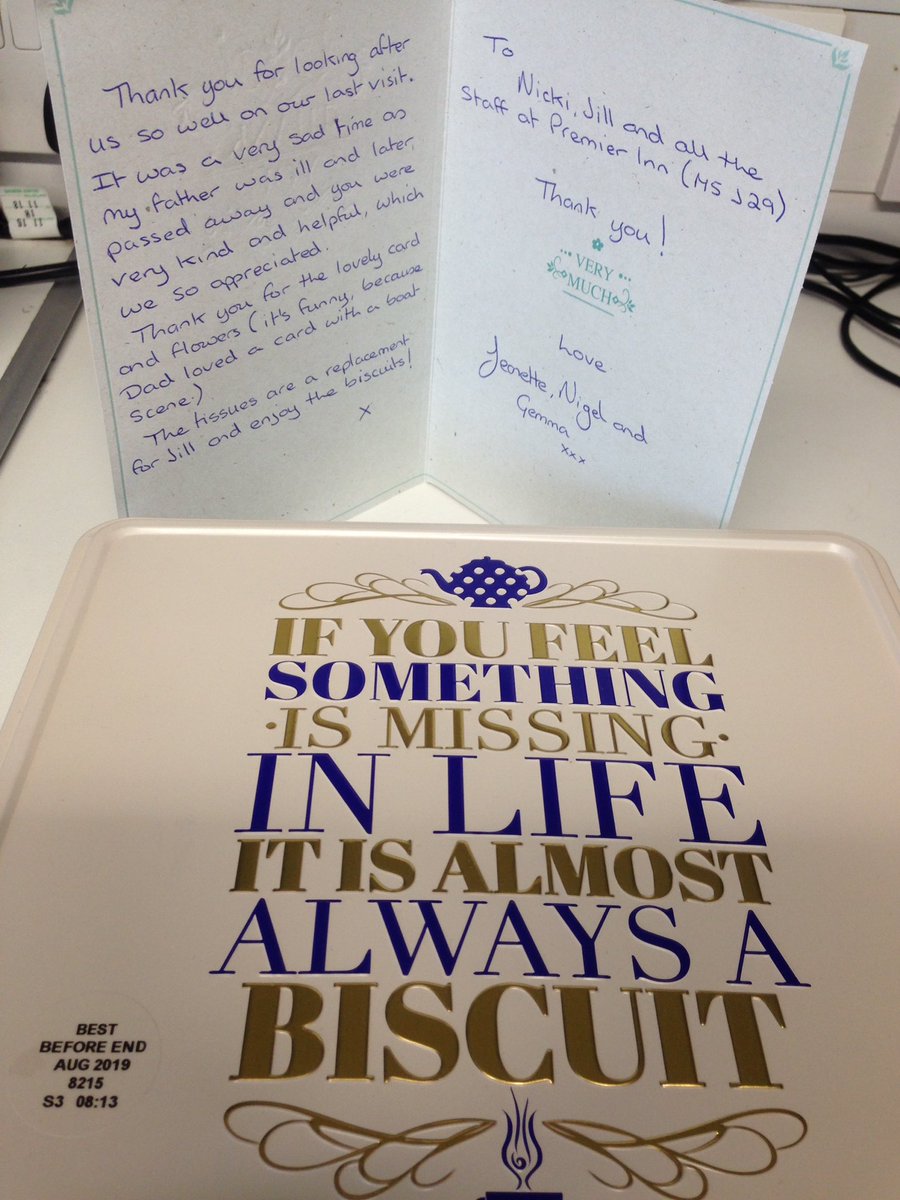 Thank you for looking after
us so well on our last visit.
It was a very sad time as
my father was ill and later,
passed away and you were
very kind and helpful, which
we so appreciated.
Thank you for the lovely card
and flowers (it's funny, because
Dad loved a card with a boat
scene.)
The tissues are a replacement
for Jill and enjoy the biscuits!
x
To
Nicki, Jill and all the
Staff at Premier Inn (MS J29)
Thank you!
VERY
MUCH
Love
Jeanette, Nigel and
Gemma
xxx
IF YOU FEEL
SOMETHING
·IS MISSING·
IN LIFE
IT IS ALMOST
ALWAYS A
BISCUIT
BEST
BEFORE END
AUG 2019
8215
S3 08:13